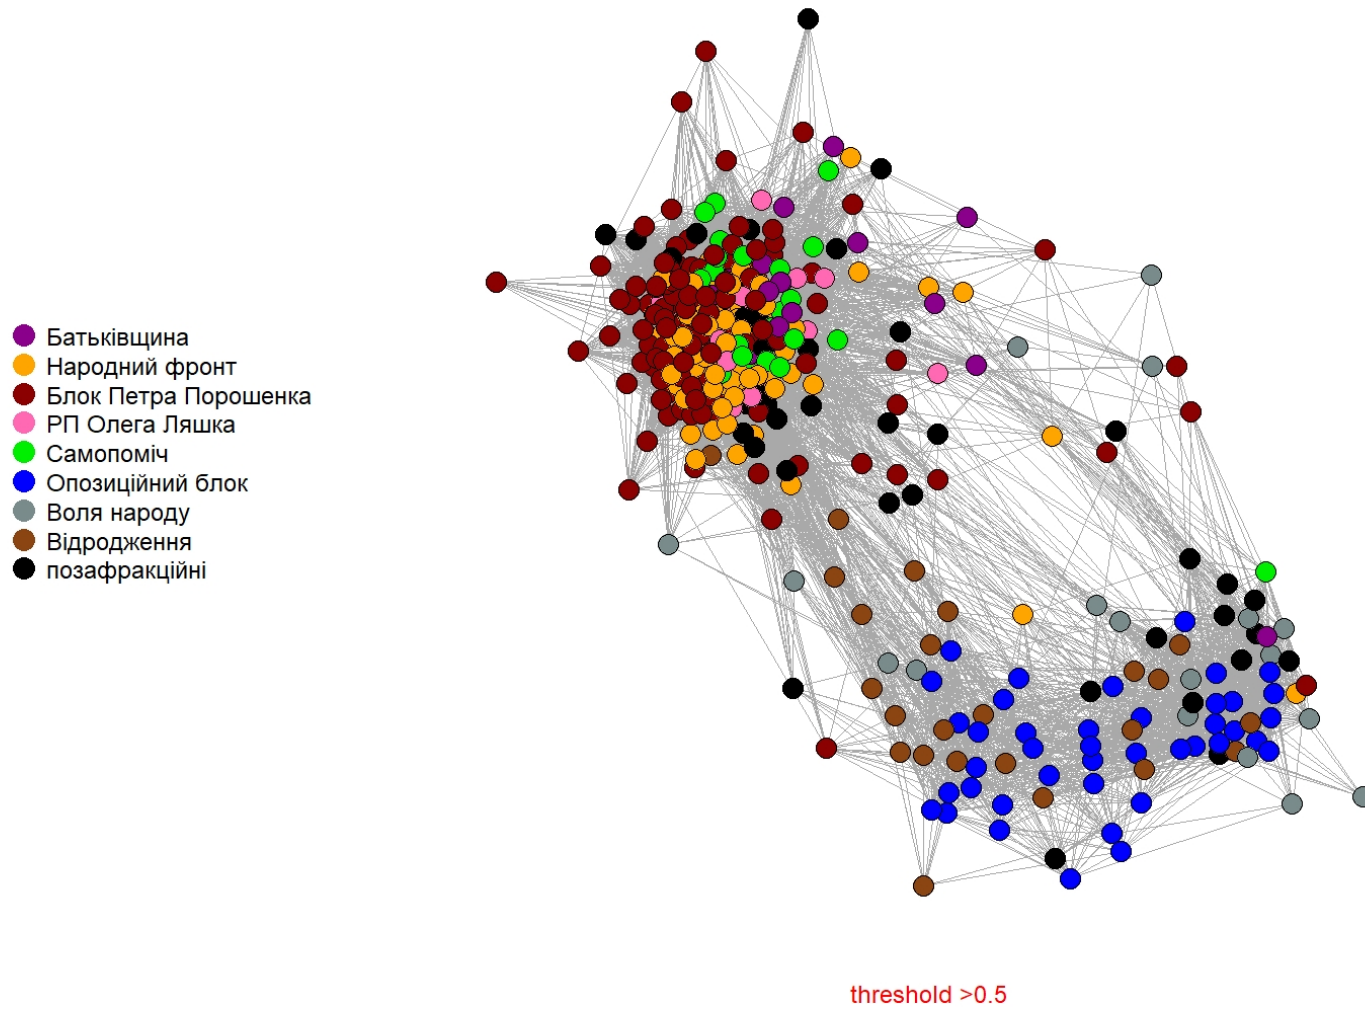 Батьківщина
Народний фронт
Блок Петра Порошенка
РП Олега Ляшка
Самопоміч
Опозиційний блок
Воля народу
Відродження
позафракційні
threshold >0.5